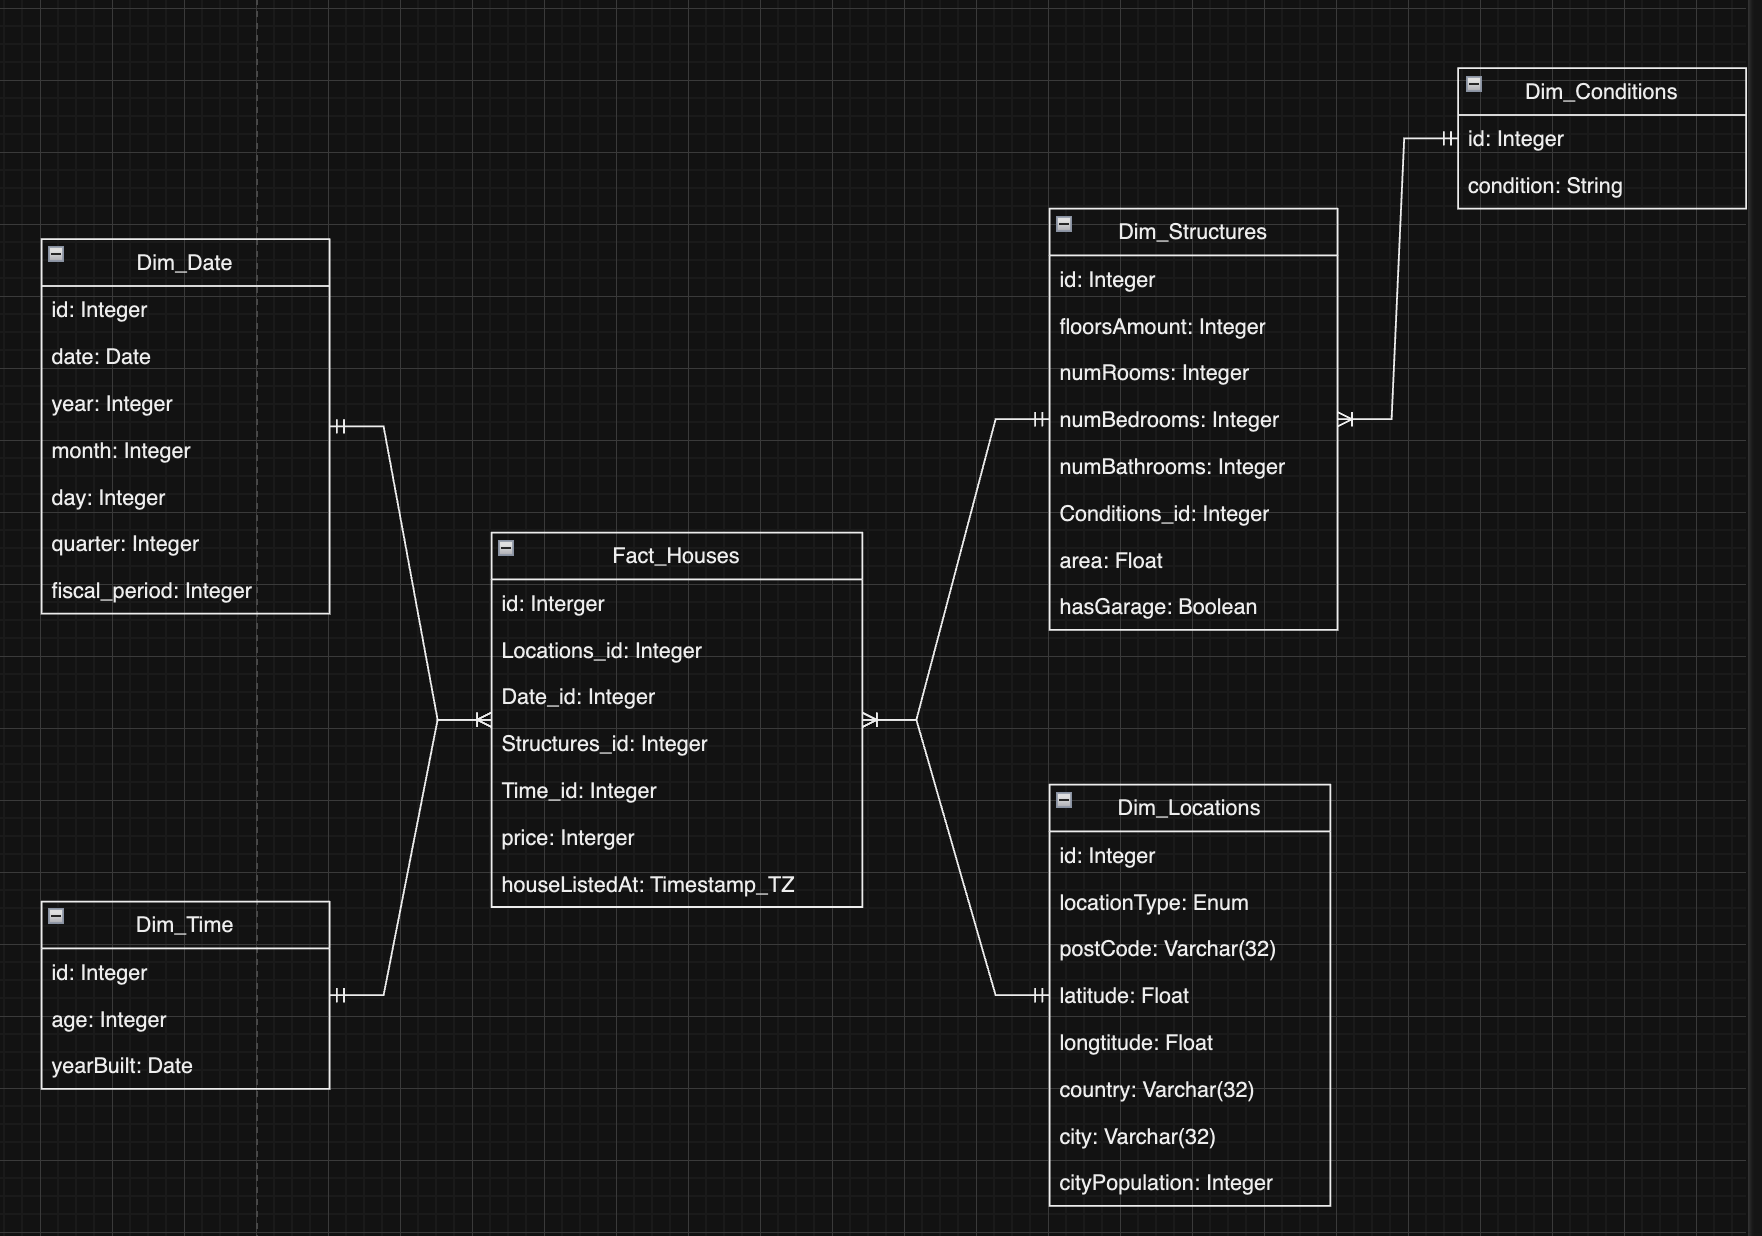 Dim_Conditions
id: Integer
condition: String
Dim_Structures
id: Integer
floorsAmount: Integer
numRooms: Integer
numBedrooms: Integer
numBathrooms: Integer
Conditions_id: Integer
area: Float
hasGarage: Boolean
Dim_Date
id: Integer
date: Date
year: Integer
month: Integer
day: Integer
quarter: Integer
fiscal_period: Integer
Fact_Houses
id: Interger
Locations_id: Integer
Date_id: Integer
Structures_id: Integer
Time_id: Integer
price: Interger
houseListedAt: Timestamp_TZ
Dim_Time
id: Integer
age: Integer
yearBuilt: Date
Dim_Locations
id: Integer
locationType: Enum
postCode: Varchar(32)
latitude: Float
longtitude: Float
country: Varchar(32)
city: Varchar(32)
cityPopulation: Integer